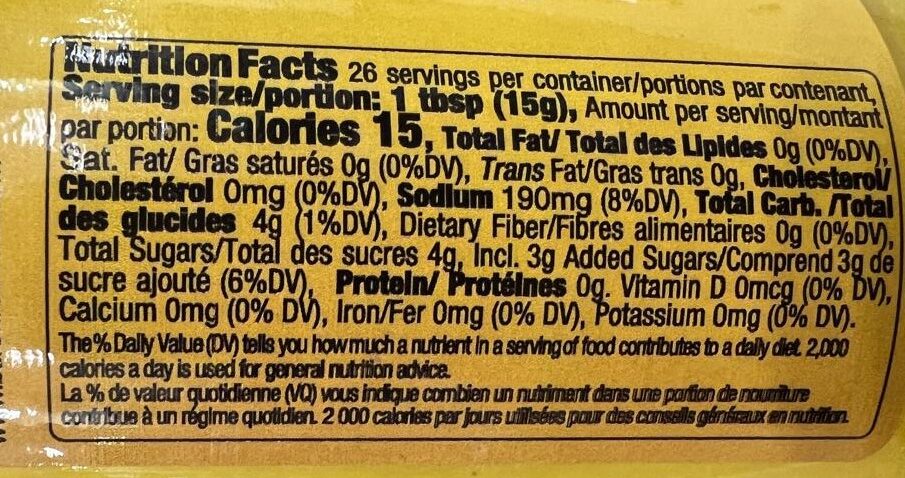 Nutrition Facts 26 servings per container/portions par contenant,
Serving size/portion: 1 tbsp (15g), Amount per serving/montant
par portion: Calories 15, Total Fat/ Total des Lipides 0g (0%DV),
Sat. Fat/ Gras saturés 0g (0%DV), Trans Fat/Gras trans 0g, Cholesterol/
Cholestérol 0mg (0%DV), Sodium 190mg (8%DV), Total Carb. /Total
des glucides 4g (1%DV), Dietary Fiber/Fibres alimentaires 0g (0%DV),
Total Sugars/Total des sucres 4g, Incl. 3g Added Sugars/Comprend 3g de
sucre ajouté (6%DV), Protein/ Protéines 0g. Vitamin D 0mcg (0% DV),
Calcium 0mg (0% DV), Iron/Fer 0mg (0% DV), Potassium 0mg (0% DV).
The % Daily Value (DV) tells you how much a nutrient in a serving of food contributes to a daily diet. 2,000
calories a day is used for general nutrition advice.
La % de valeur quotidienne (VQ) vous indique combien un nutriment dans une portion de nourriture
contribue à un régime quotidien. 2 000 calories par jours utilisées pour des conseils généraux en nutrition.